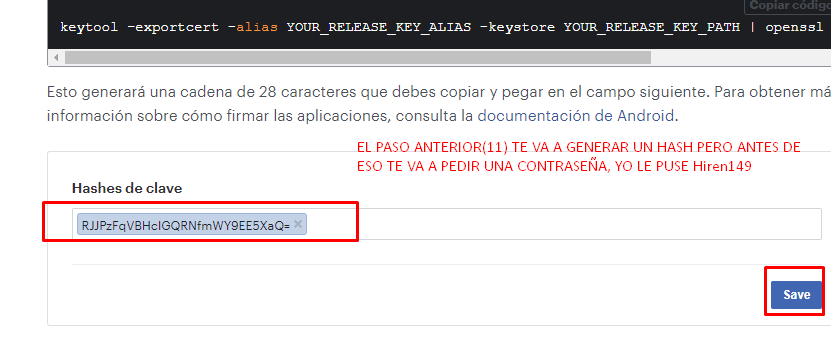 Copiar código
keytool -exportcert -alias YOUR_RELEASE_KEY_ALIAS -keystore YOUR_RELEASE_KEY_PATH | openssl
Esto generará una cadena de 28 caracteres que debes copiar y pegar en el campo siguiente. Para obtener má
información sobre cómo firmar las aplicaciones, consulta la documentación de Android.
EL PASO ANTERIOR(11) TE VA A GENERAR UN HASH PERO ANTES DE
ESO TE VA A PEDIR UNA CONTRASEÑA, YO LE PUSE Hiren149
Hashes de clave
RJJPzFqVBHcIGQRNfmWY9EE5XaQ=
Save